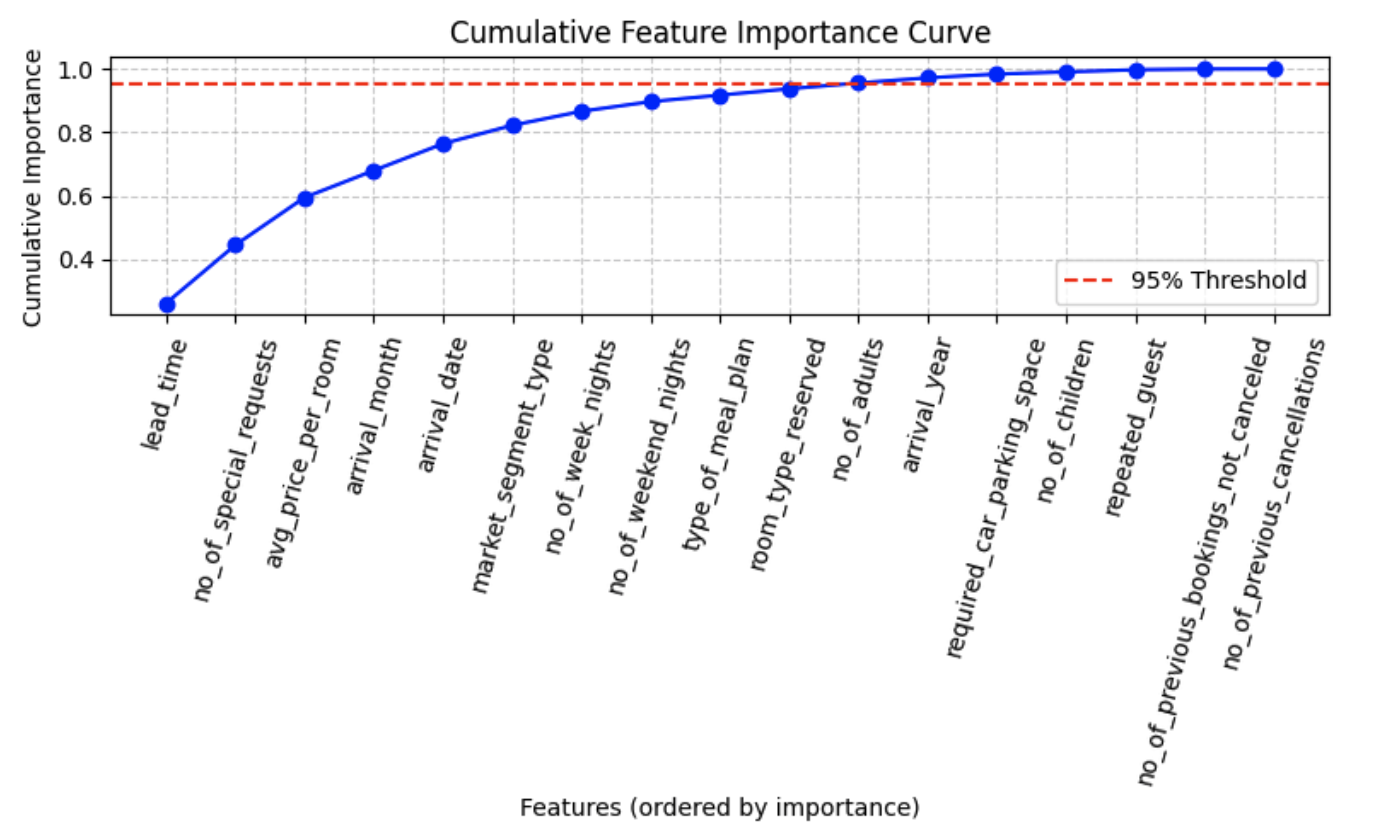 Cumulative Feature Importance Curve
Cumulative Importance
1.0
0.8
0.6
0.4
95% Threshold
lead_time
no_of_special_requests
avg_price_per_room
arrival_month
arrival_date
market_segment_type
no_of_week_nights
no_of_weekend_nights
type_of_meal_plan
room_type_reserved
no_of_adults
arrival_year
required_car_parking_space
no_of_children
repeated_guest
no_of_previous_bookings_not_canceled
no_of_previous_cancellations
Features (ordered by importance)